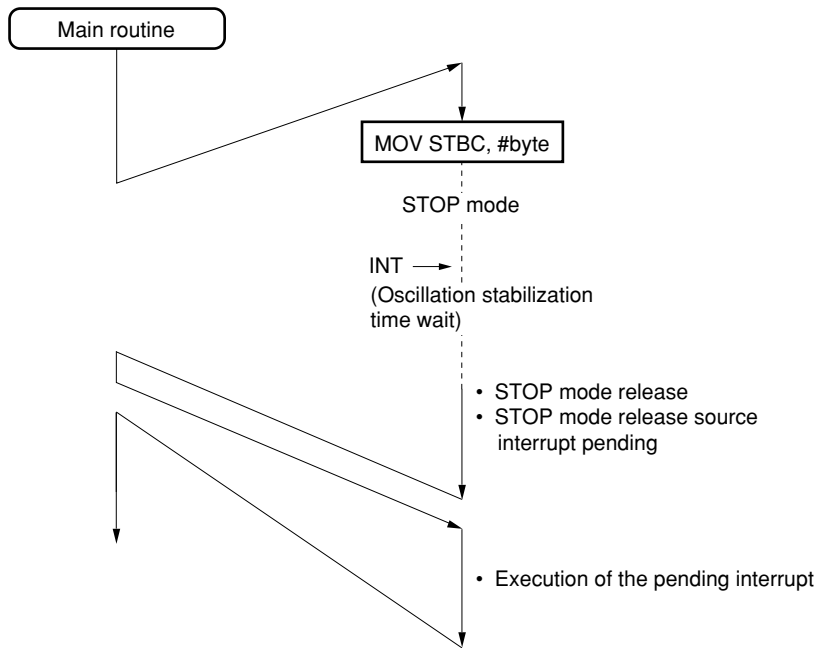 Main routine
MOV STBC, #byte
STOP mode
INT
(Oscillation stabilization
time wait)
• STOP mode release
• STOP mode release source
interrupt pending
• Execution of the pending interrupt